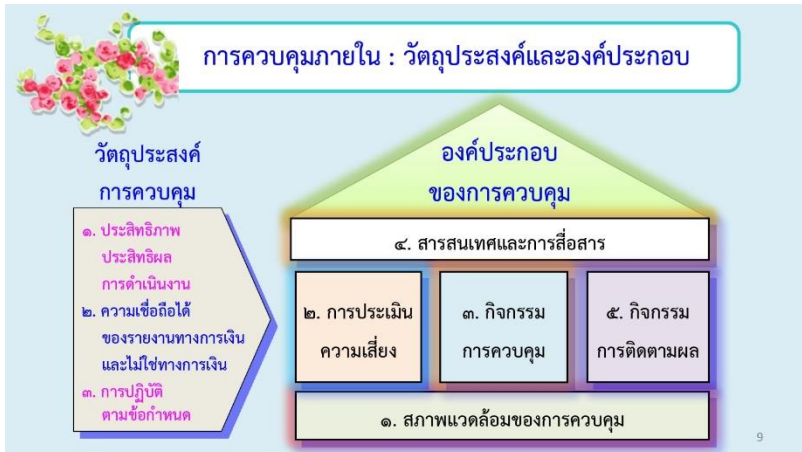 การควบคุมภายใน : วัตถุประสงค์และองค์ประกอบ
วัตถุประสงค์
การควบคุม
๑. ประสิทธิภาพ
ประสิทธิผล
การดำเนินงาน
๒. ความเชื่อถือได้
ของรายงานทางการเงิน
และไม่ใช่ทางการเงิน
๓. การปฏิบัติ
ตามข้อกำหนด
องค์ประกอบ
ของการควบคุม
๔. สารสนเทศและการสื่อสาร
๒. การประเมิน
ความเสี่ยง
๓. กิจกรรม
การควบคุม
๕. กิจกรรม
การติดตามผล
๑. สภาพแวดล้อมของการควบคุม
9